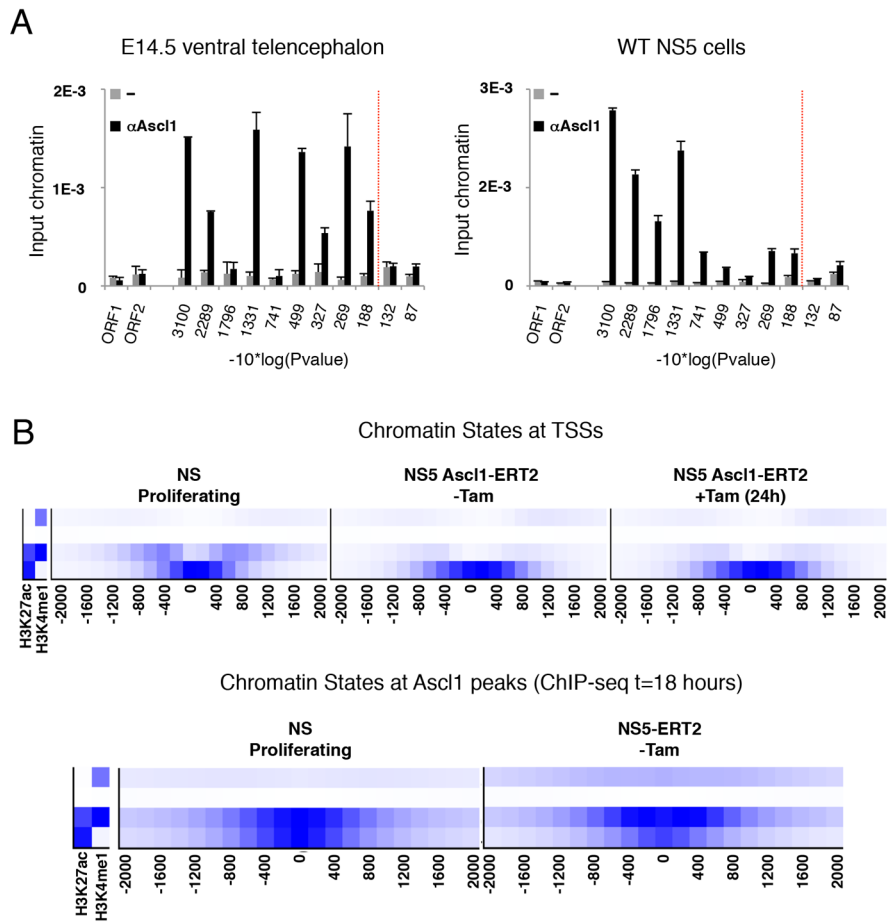 A
E14.5 ventral telencephalon
2E-3
1E-3
0
Input chromatin
–
αAscl1
ORF1 ORF2 3100 2289 1796 1331 741 499 327 269 188 132 87
-10*log(Pvalue)
WT NS5 cells
3E-3
2E-3
0
Input chromatin
–
αAscl1
ORF1 ORF2 3100 2289 1796 1331 741 499 327 269 188 132 87
-10*log(Pvalue)
B
Chromatin States at TSSs
NS
Proliferating
NS5 Ascl1-ERT2
-Tam
NS5 Ascl1-ERT2
+Tam (24h)
H3K27ac
H3K4me1
-2000 -1600 -1200 -800 -400 0 400 800 1200 1600 2000
-2000 -1600 -1200 -800 -400 0 400 800 1200 1600 2000
-2000 -1600 -1200 -800 -400 0 400 800 1200 1600 2000
Chromatin States at Ascl1 peaks (ChIP-seq t=18 hours)
NS
Proliferating
NS5-ERT2
-Tam
H3K27ac
H3K4me1
-2000 -1600 -1200 -800 -400 0 400 800 1200 1600 2000
-2000 -1600 -1200 -800 -400 0 400 800 1200 1600 2000